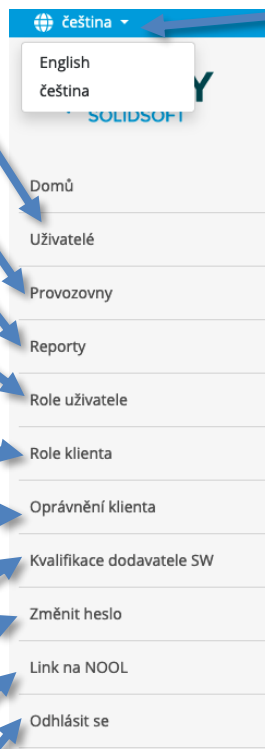 čeština
English
čeština
Y
SOLIDSOFT
Domů
Uživatelé
Provozovny
Reporty
Role uživatele
Role klienta
Oprávnění klienta
Kvalifikace dodavatele SW
Změnit heslo
Link na NOOL
Odhlásit se